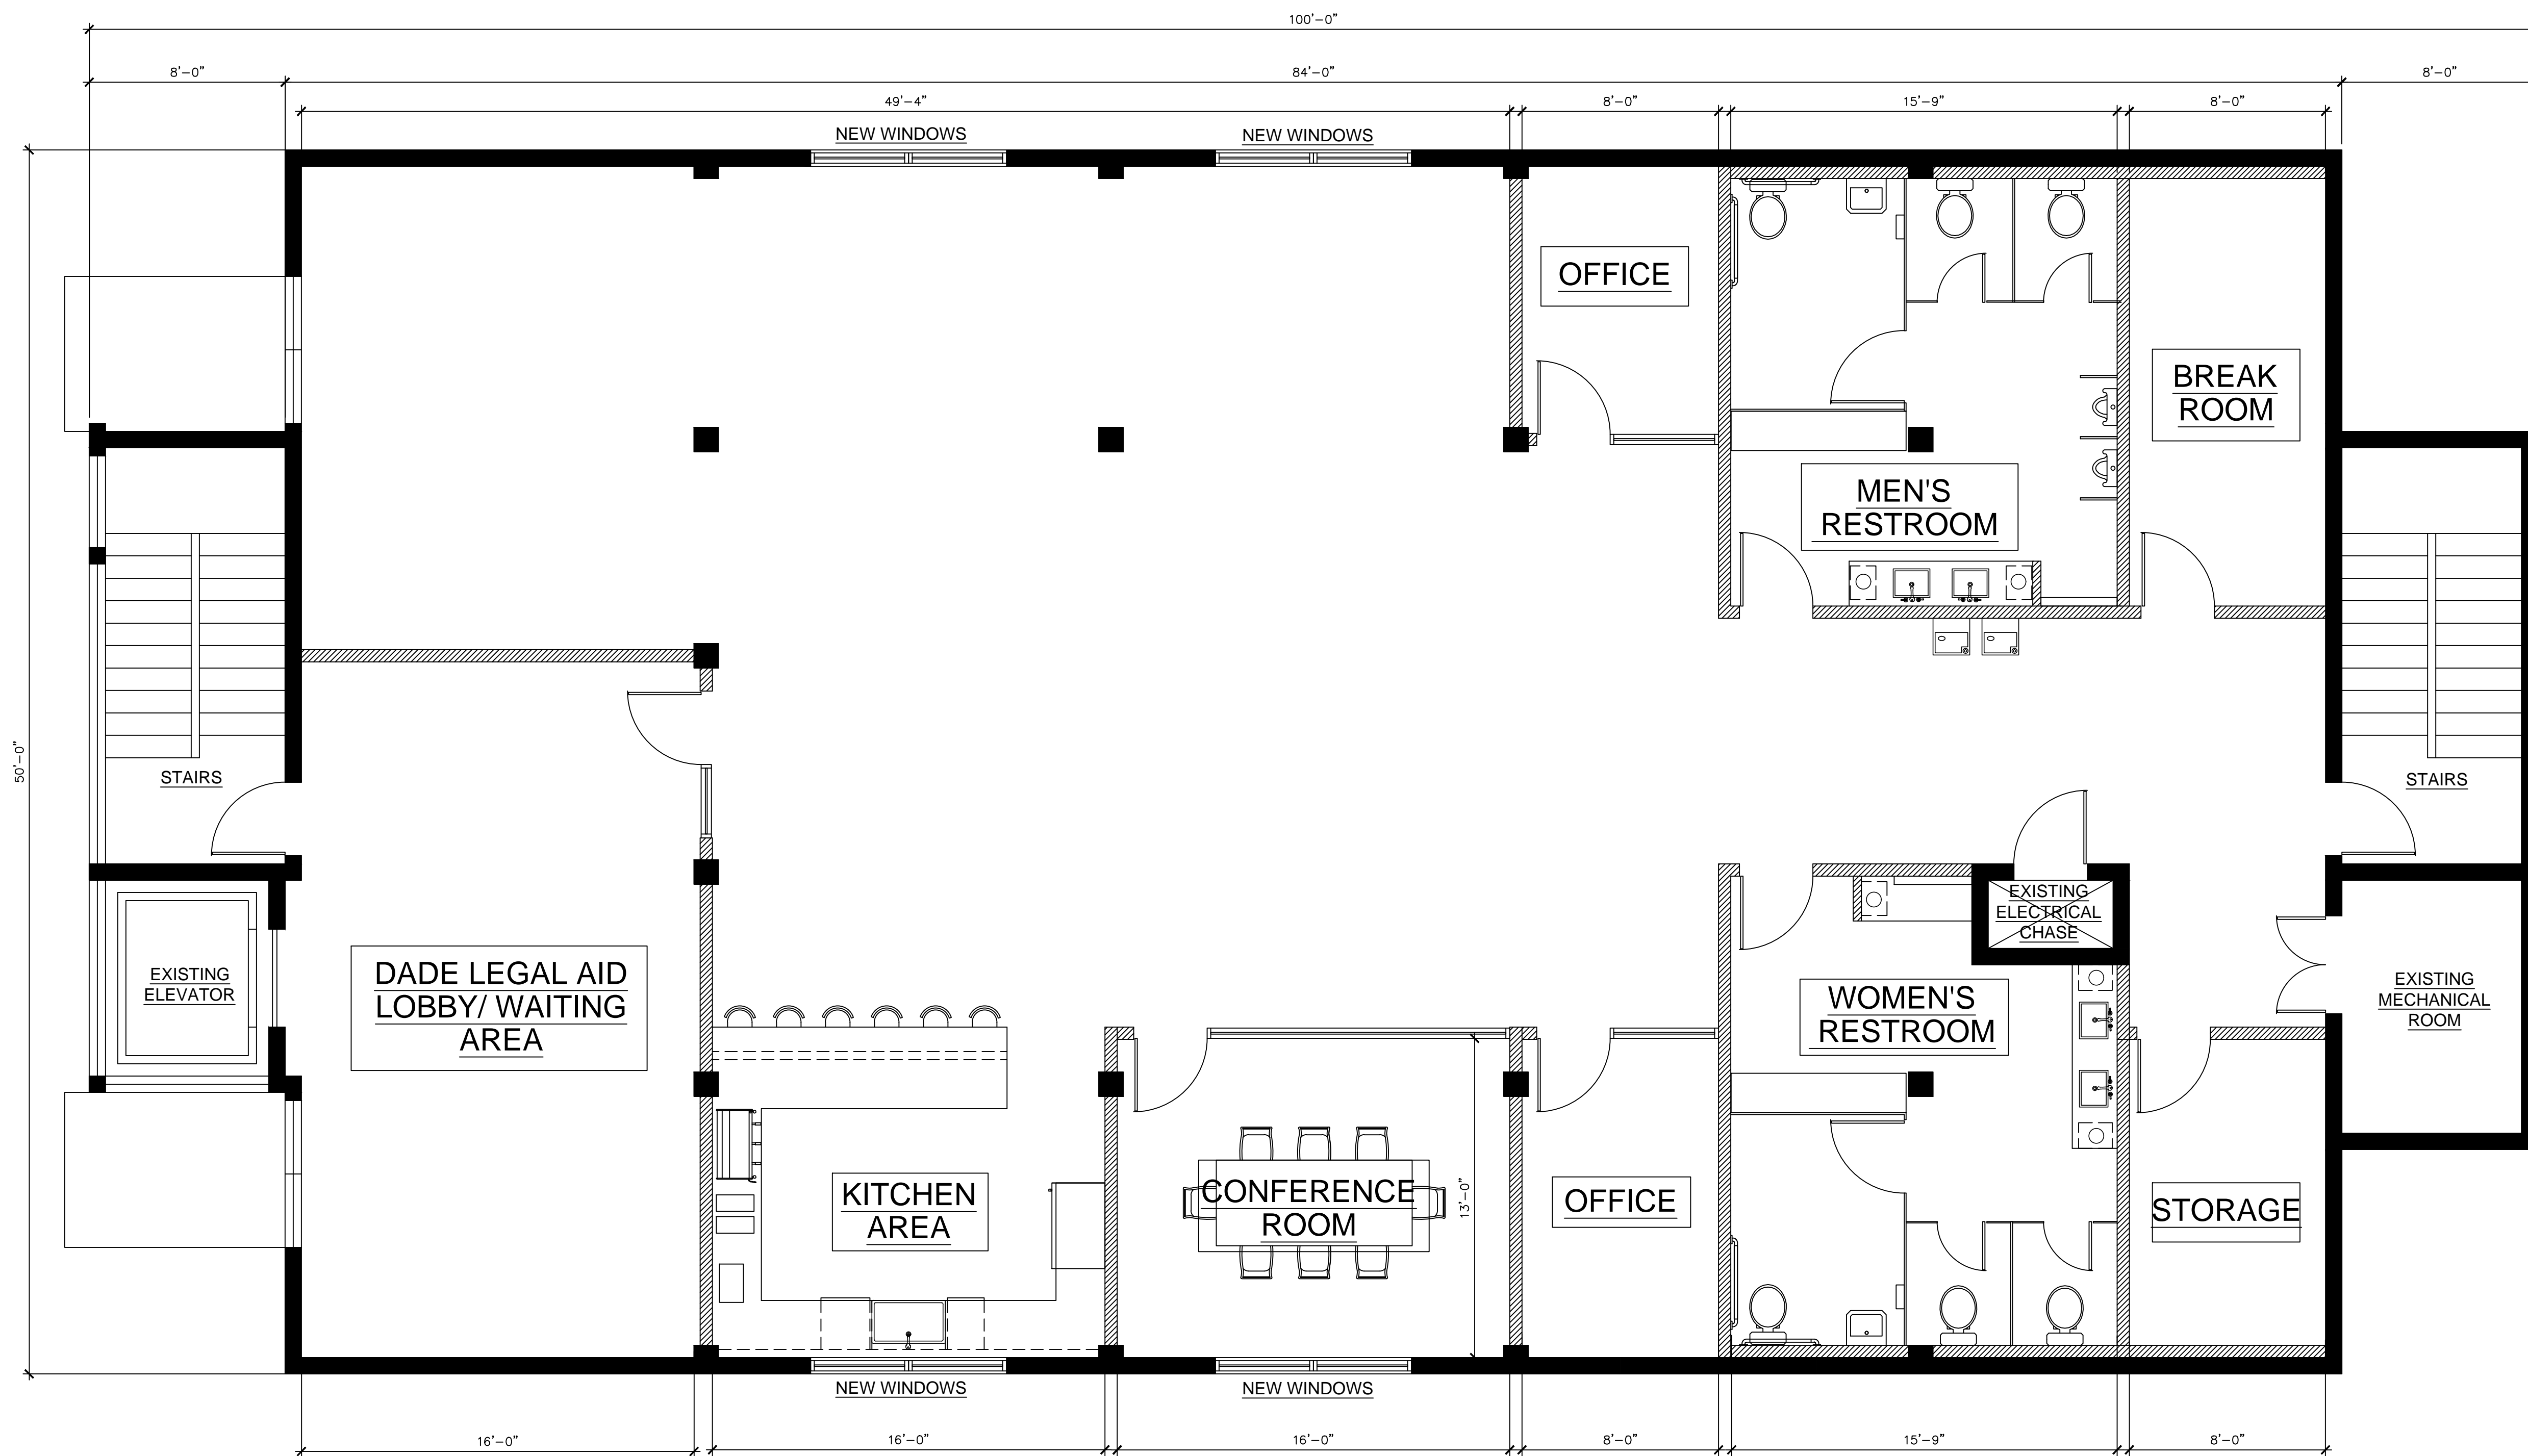 100'-0"
8'-0"
84'-0"
8'-0"
49'-4"
8'-0"
15'-9"
8'-0"
NEW WINDOWS
NEW WINDOWS
OFFICE
BREAK
ROOM
MEN'S
RESTROOM
50'-0"
STAIRS
STAIRS
EXISTING
ELECTRICAL
CHASE
EXISTING
ELEVATOR
DADE LEGAL AID
LOBBY/ WAITING
AREA
WOMEN'S
RESTROOM
EXISTING
MECHANICAL
ROOM
KITCHEN
AREA
CONFERENCE
ROOM
13'-0"
OFFICE
STORAGE
NEW WINDOWS
NEW WINDOWS
16'-0"
16'-0"
16'-0"
8'-0"
15'-9"
8'-0"